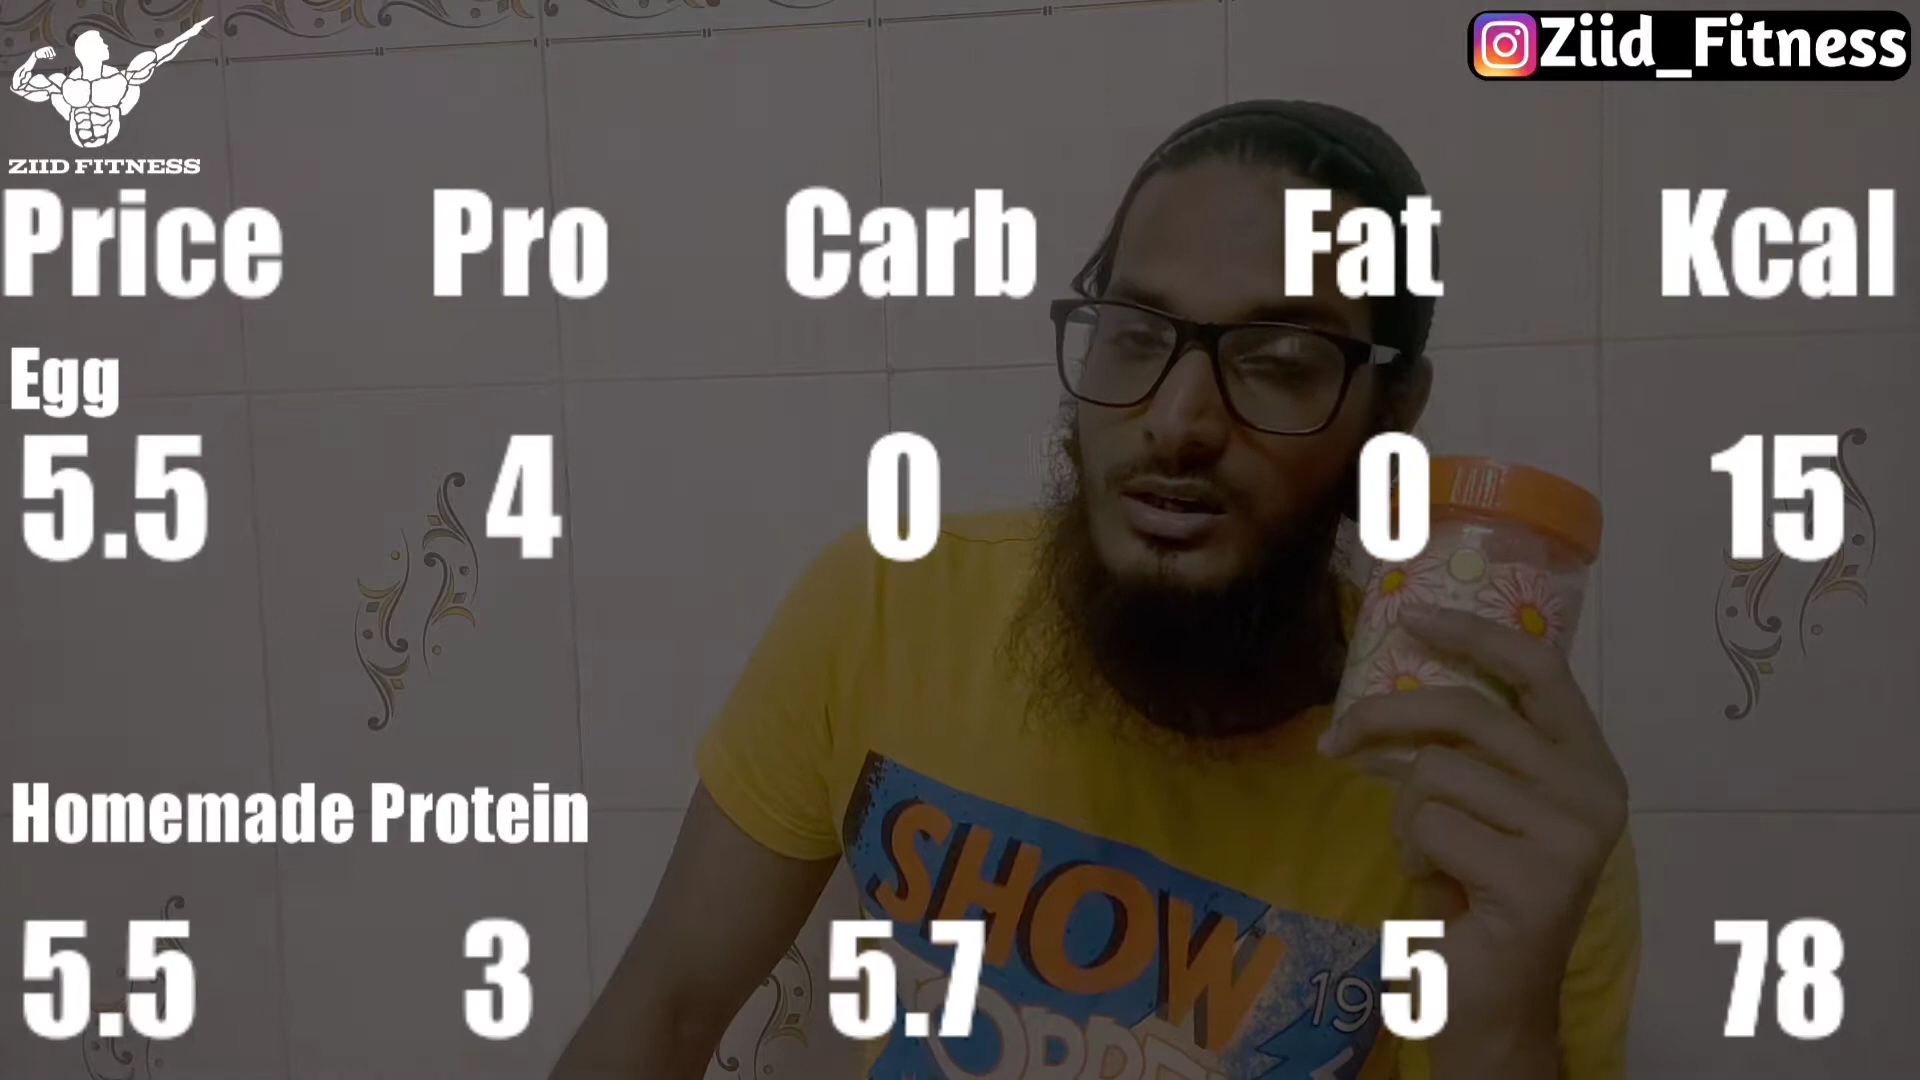 Ziid_Fitness
ZIID FITNESS
Price Pro Carb Fat Kcal
Egg
5.5 4 0 0 15
Homemade Protein
5.5 3 5.7 5 78
SHOW
19